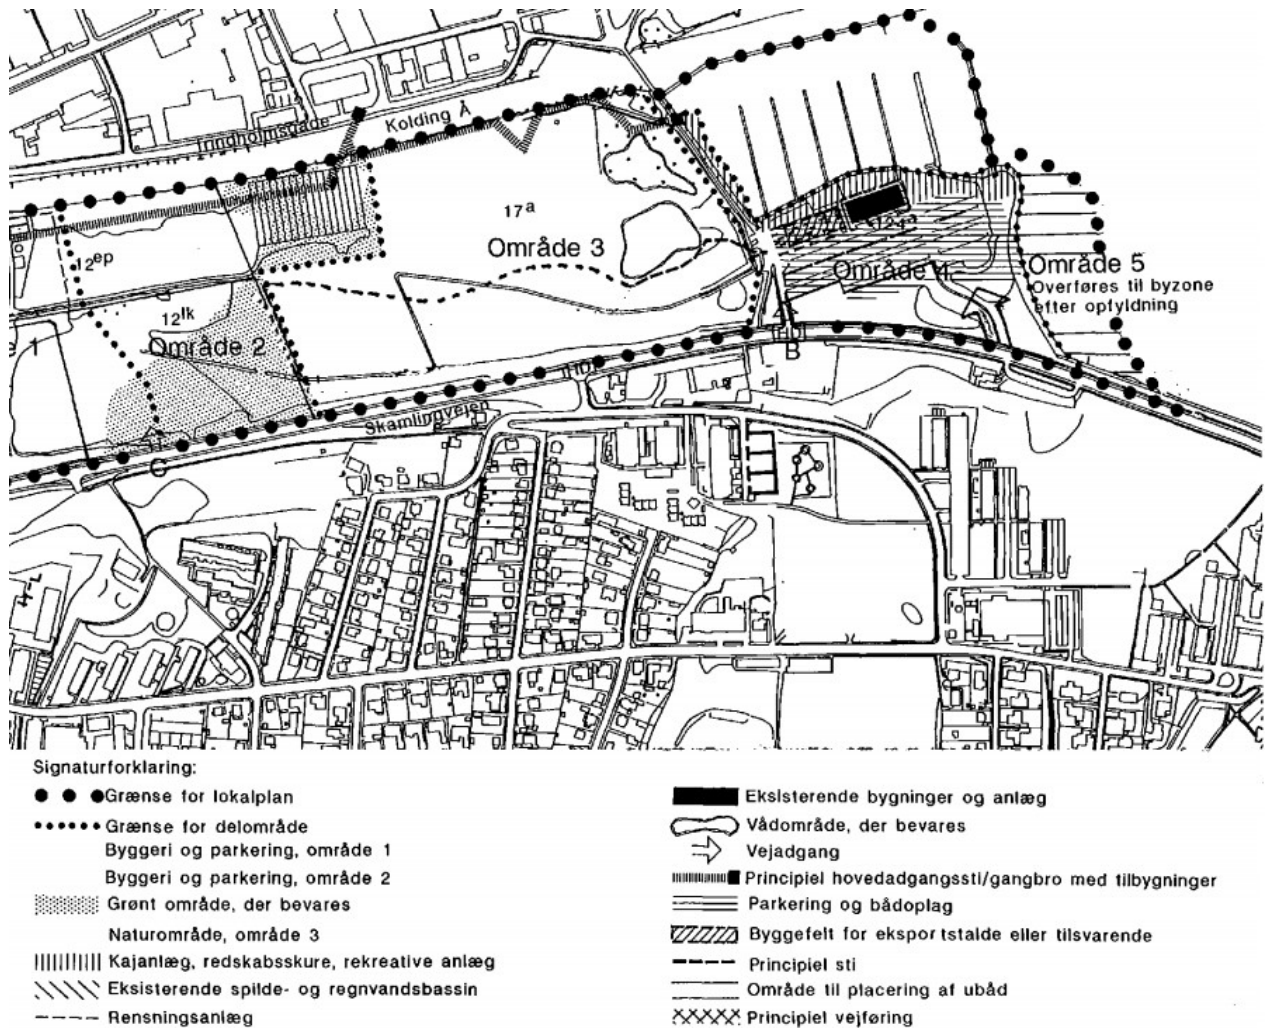 Kolding Å
17a
Område 3
12ep
12lk
Område 2
Område 5
Overføres til byzone
efter opfyldning
B
Skamlingvejen
C
Signaturforklaring:
Grænse for lokalplan
Grænse for delområde
Byggeri og parkering, område 1
Byggeri og parkering, område 2
Grønt område, der bevares
Naturområde, område 3
Kajanlæg, redskabsskure, rekreative anlæg
Eksisterende spilde- og regnvandsbassin
Rensningsanlæg
Eksisterende bygninger og anlæg
Vådområde, der bevares
Vejadgang
Principiel hovedadgangssti/gangbro med tilbygninger
Parkering og bådoplag
Byggefelt for eksportstalde eller tilsvarende
Principiel sti
Område til placering af ubåd
Principiel vejføring